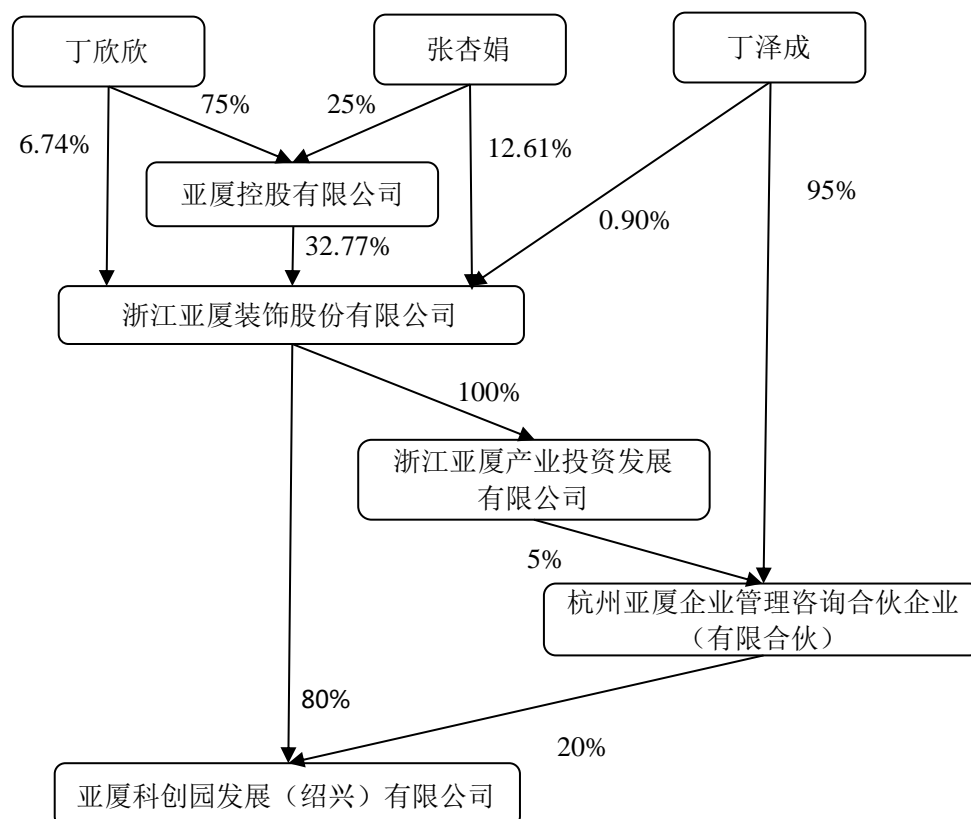 丁欣欣
张杏娟
丁泽成
75%
25%
6.74%
12.61%
亚厦控股有限公司
95%
0.90%
32.77%
浙江亚厦装饰股份有限公司
100%
浙江亚厦产业投资发展
有限公司
5%
杭州亚厦企业管理咨询合伙企业
（有限合伙）
80%
20%
亚厦科创园发展（绍兴）有限公司